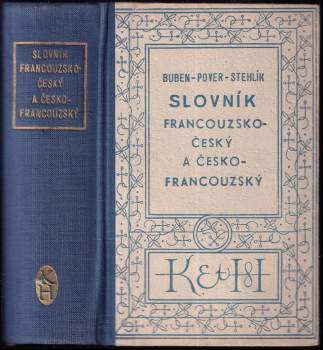 SLOVNÍK
FRANCOUZSKO-
ČESKÝ
A ČESKO-
FRANCOUZSKÝ
BUBEN-POVER-STEHLÍK
SLOVNÍK
FRANCOUZSKO-
ČESKÝ
A ČESKO-
FRANCOUZSKÝ